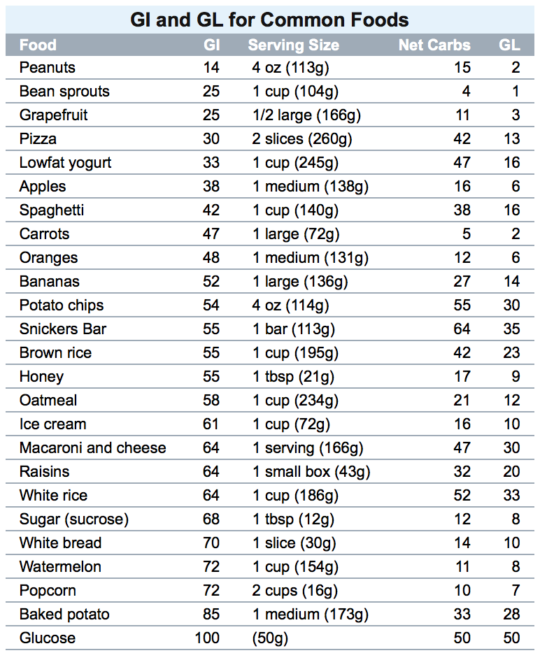 GI and GL for Common Foods
Food GI Serving Size Net Carbs GL
Peanuts 14 4 oz (113g) 15 2
Bean sprouts 25 1 cup (104g) 4 1
Grapefruit 25 1/2 large (166g) 11 3
Pizza 30 2 slices (260g) 42 13
Lowfat yogurt 33 1 cup (245g) 47 16
Apples 38 1 medium (138g) 16 6
Spaghetti 42 1 cup (140g) 38 16
Carrots 47 1 large (72g) 5 2
Oranges 48 1 medium (131g) 12 6
Bananas 52 1 large (136g) 27 14
Potato chips 54 4 oz (114g) 55 30
Snickers Bar 55 1 bar (113g) 64 35
Brown rice 55 1 cup (195g) 42 23
Honey 55 1 tbsp (21g) 17 9
Oatmeal 58 1 cup (234g) 21 12
Ice cream 61 1 cup (72g) 16 10
Macaroni and cheese 64 1 serving (166g) 47 30
Raisins 64 1 small box (43g) 32 20
White rice 64 1 cup (186g) 52 33
Sugar (sucrose) 68 1 tbsp (12g) 12 8
White bread 70 1 slice (30g) 14 10
Watermelon 72 1 cup (154g) 11 8
Popcorn 72 2 cups (16g) 10 7
Baked potato 85 1 medium (173g) 33 28
Glucose 100 (50g) 50 50